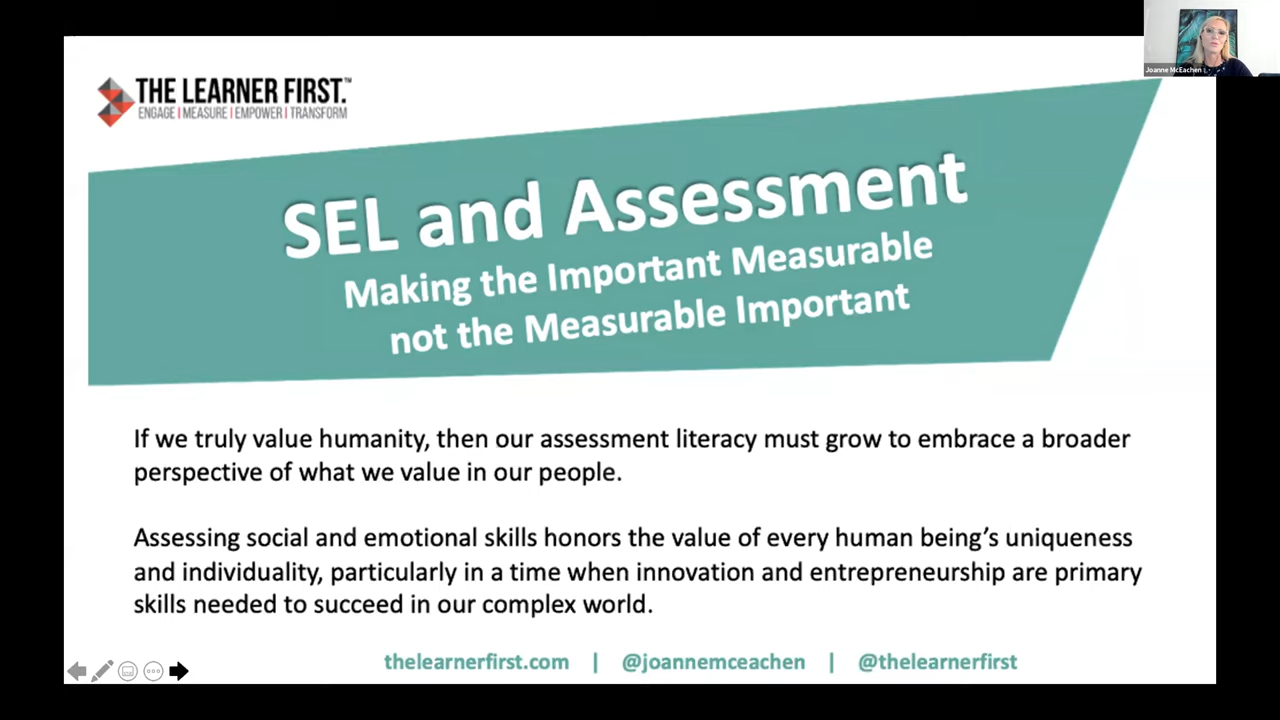 Joanne McEachen
THE LEARNER FIRST.™
ENGAGE | MEASURE | EMPOWER | TRANSFORM
SEL and Assessment
Making the Important Measurable
not the Measurable Important
If we truly value humanity, then our assessment literacy must grow to embrace a broader
perspective of what we value in our people.
Assessing social and emotional skills honors the value of every human being’s uniqueness
and individuality, particularly in a time when innovation and entrepreneurship are primary
skills needed to succeed in our complex world.
thelearnerfirst.com | @joannemceachen | @thelearnerfirst